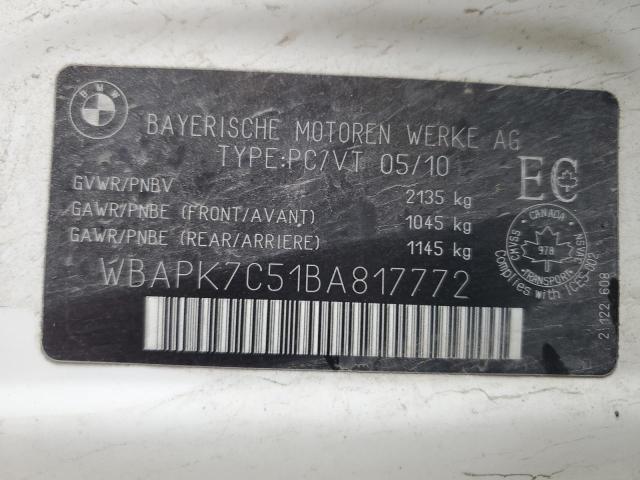 BMW
BAYERISCHE MOTOREN WERKE AG
TYPE:PC/VT 05/10
EC
GVWR/PNBV 2135 kg
GAWR/PNBE (FRONT/AVANT) 1045 kg
GAWR/PNBE (REAR/ARRIERE) 1145 kg
WBAPK7C51BA817772
CANADA
CMVSS
978
TRANSPORT
Complies with ICES-002
2 122 608